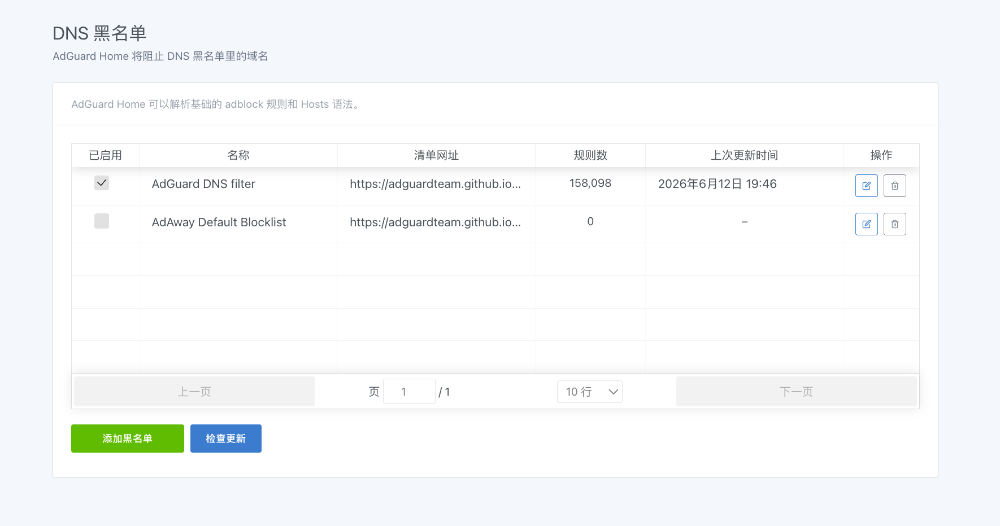 DNS 黑名单
AdGuard Home 将阻止 DNS 黑名单里的域名
AdGuard Home 可以解析基础的 adblock 规则和 Hosts 语法。
已启用 名称 清单网址 规则数 上次更新时间 操作
AdGuard DNS filter https://adguardteam.github.io... 158,098 2026年6月12日 19:46
AdAway Default Blocklist https://adguardteam.github.io... 0 –
上一页 页 1 / 1 10 行 下一页
添加黑名单 检查更新